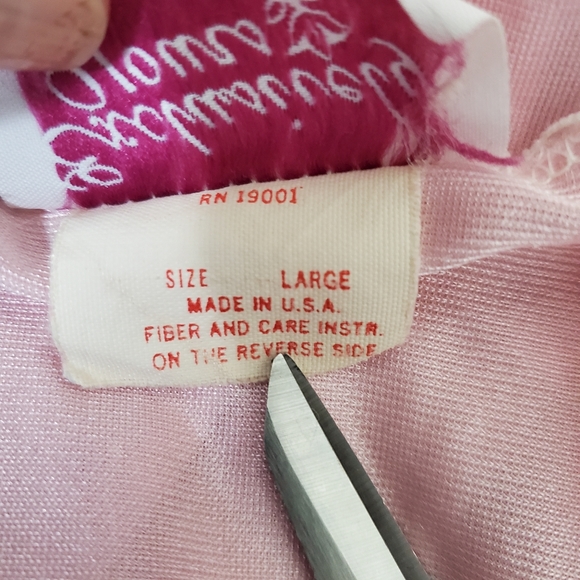 RN 19001
SIZE LARGE
MADE IN U.S.A.
FIBER AND CARE INSTR.
ON THE REVERSE SIDE